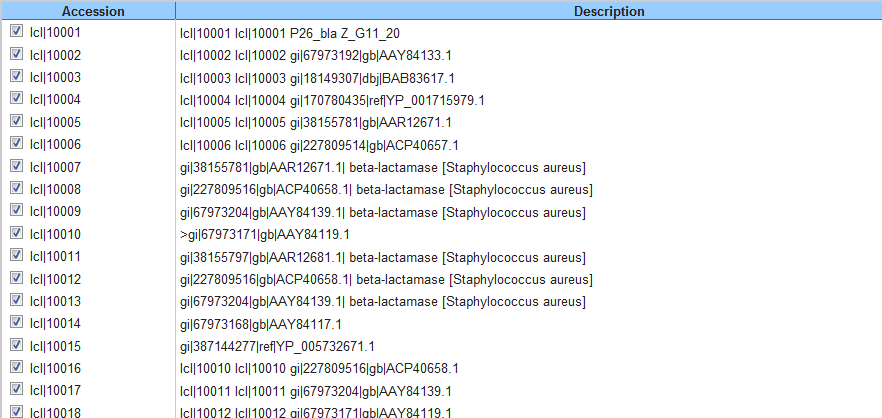 Accession Description
lcl|10001 lcl|10001 lcl|10001 P26_bla Z_G11_20
lcl|10002 lcl|10002 lcl|10002 gi|67973192|gb|AAY84133.1
lcl|10003 lcl|10003 lcl|10003 gi|18149307|dbj|BAB83617.1
lcl|10004 lcl|10004 lcl|10004 gi|170780435|ref|YP_001715979.1
lcl|10005 lcl|10005 lcl|10005 gi|38155781|gb|AAR12671.1
lcl|10006 lcl|10006 lcl|10006 gi|227809514|gb|ACP40657.1
lcl|10007 gi|38155781|gb|AAR12671.1| beta-lactamase [Staphylococcus aureus]
lcl|10008 gi|227809516|gb|ACP40658.1| beta-lactamase [Staphylococcus aureus]
lcl|10009 gi|67973204|gb|AAY84139.1| beta-lactamase [Staphylococcus aureus]
lcl|10010 >gi|67973171|gb|AAY84119.1
lcl|10011 gi|38155797|gb|AAR12681.1| beta-lactamase [Staphylococcus aureus]
lcl|10012 gi|227809516|gb|ACP40658.1| beta-lactamase [Staphylococcus aureus]
lcl|10013 gi|67973204|gb|AAY84139.1| beta-lactamase [Staphylococcus aureus]
lcl|10014 gi|67973168|gb|AAY84117.1
lcl|10015 gi|387144277|ref|YP_005732671.1
lcl|10016 lcl|10010 lcl|10010 gi|227809516|gb|ACP40658.1
lcl|10017 lcl|10011 lcl|10011 gi|67973204|gb|AAY84139.1
lcl|10018 lcl|10012 lcl|10012 gi|67973171|gb|AAY84119.1